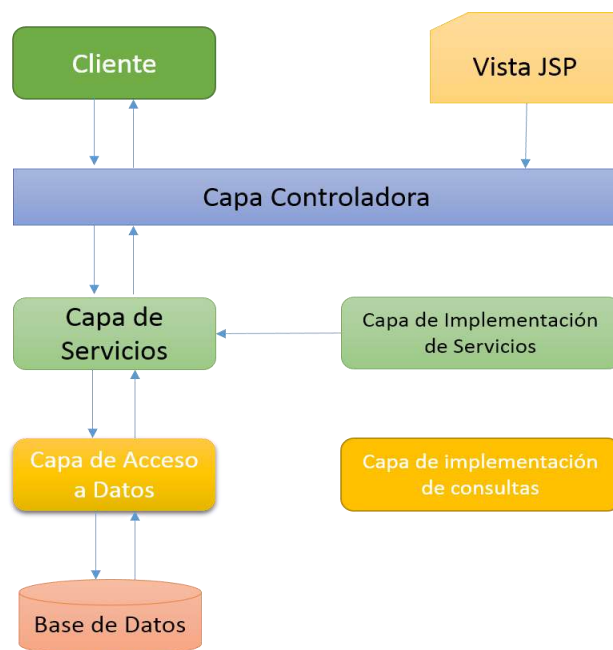 Cliente
Vista JSP
Capa Controladora
Capa de
Servicios
Capa de Implementación
de Servicios
Capa de Acceso
a Datos
Capa de implementación
de consultas
Base de Datos